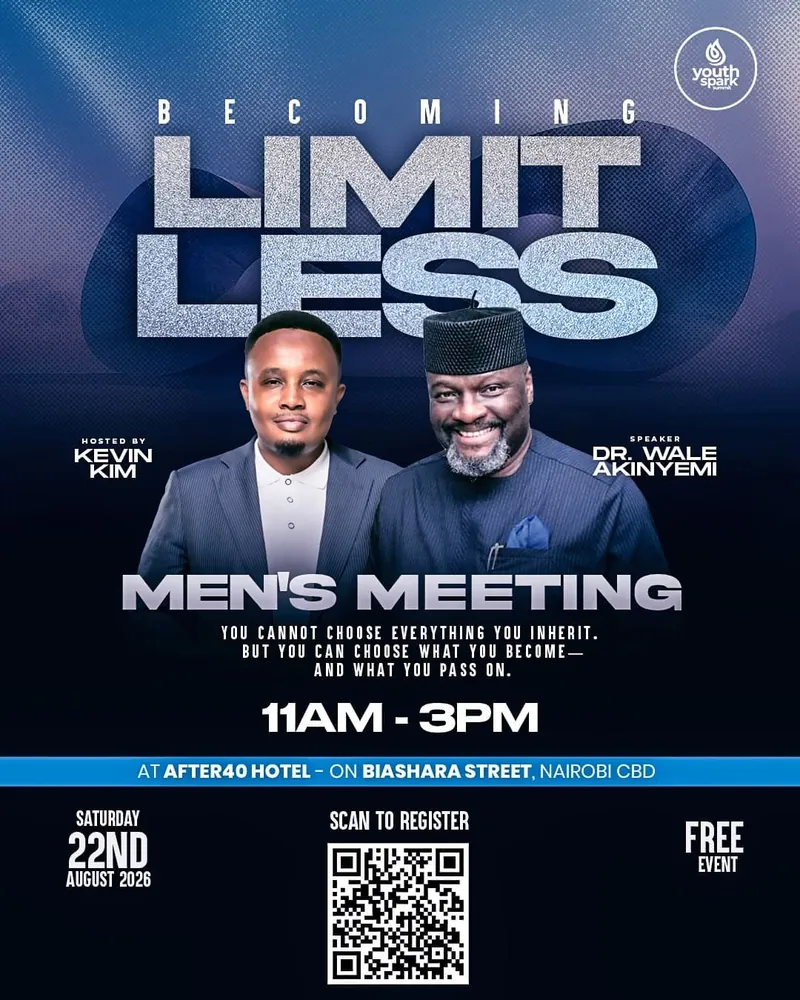 youth
spark
summit
BECOMING
LIMIT
LESS
HOSTED BY
KEVIN
KIM
SPEAKER
DR. WALE
AKINYEMI
MEN'S MEETING
YOU CANNOT CHOOSE EVERYTHING YOU INHERIT.
BUT YOU CAN CHOOSE WHAT YOU BECOME—
AND WHAT YOU PASS ON.
11AM - 3PM
AT AFTER40 HOTEL - ON BIASHARA STREET, NAIROBI CBD
SATURDAY
22ND
AUGUST 2026
SCAN TO REGISTER
FREE
EVENT